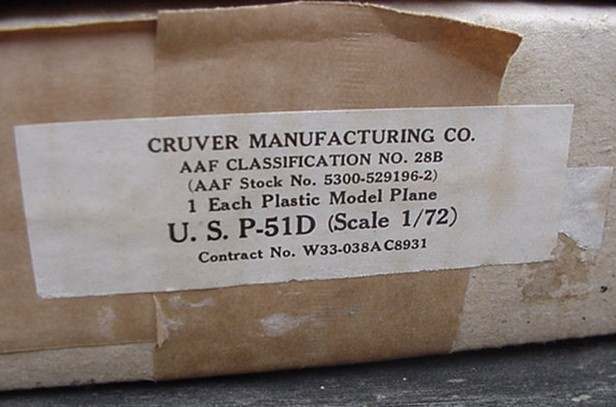 CRUVER MANUFACTURING CO.
AAF CLASSIFICATION NO. 28B
(AAF Stock No. 5300-529196-2)
1 Each Plastic Model Plane
U. S. P-51D (Scale 1/72)
Contract No. W33-038AC8931